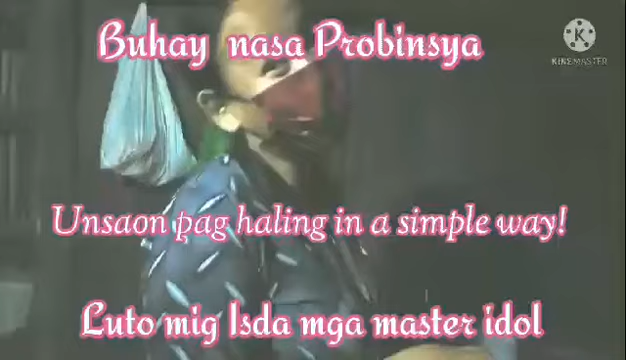 Buhay nasa Probinsya
K
KINEMASTER
Unsaon pag haling in a simple way!
Luto mig Isda mga master idol